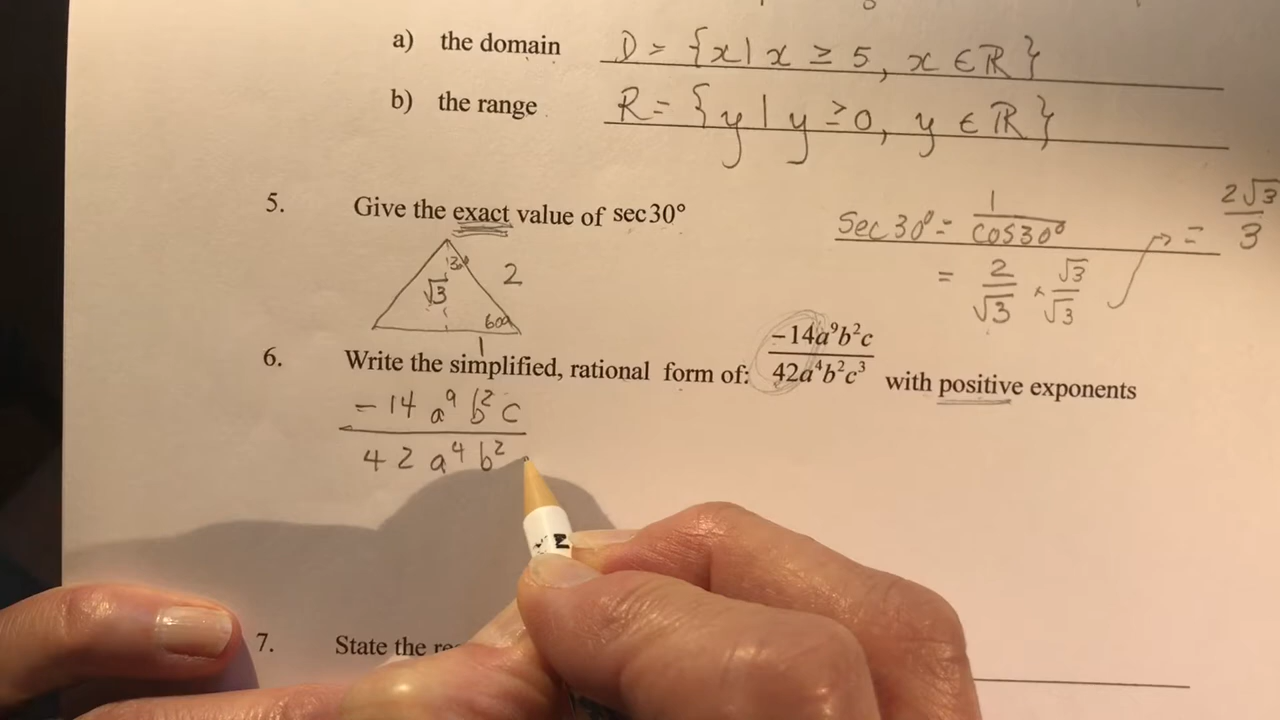 a) the domain D = {x | x ≥ 5, x ∈ ℝ}
b) the range R = {y | y ≥ 0, y ∈ ℝ}
5. Give the exact value of sec30° sec30° = 1/cos30° = 2√3/3
= 2/√3 × √3/√3
30° 2
√3
60°
1
6. Write the simplified, rational form of: -14a⁹b²c/42a⁴b²c³ with positive exponents
-14 a⁹ b² c
42 a⁴ b²
7. State the